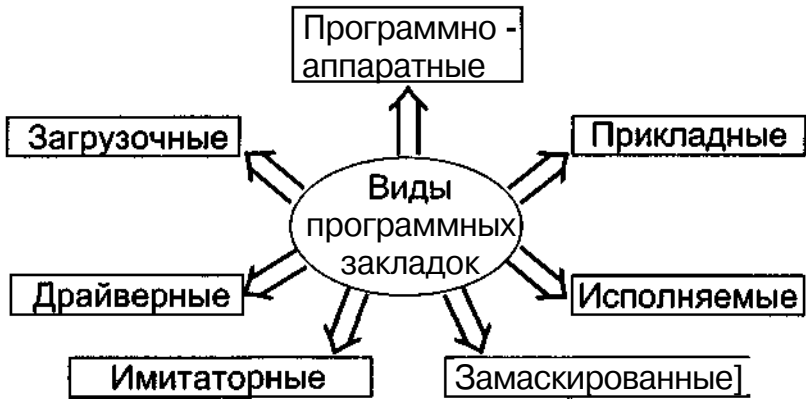 Программно -
аппаратные
Загрузочные
Прикладные
Виды
программных
закладок
Драйверные
Исполняемые
Имитаторные
Замаскированные]